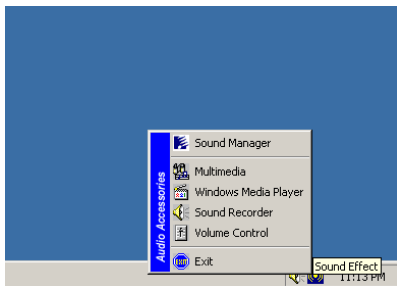 Sound Manager
Multimedia
Windows Media Player
Sound Recorder
Volume Control
Exit
Audio Accessories
Sound Effect
11:13 PM